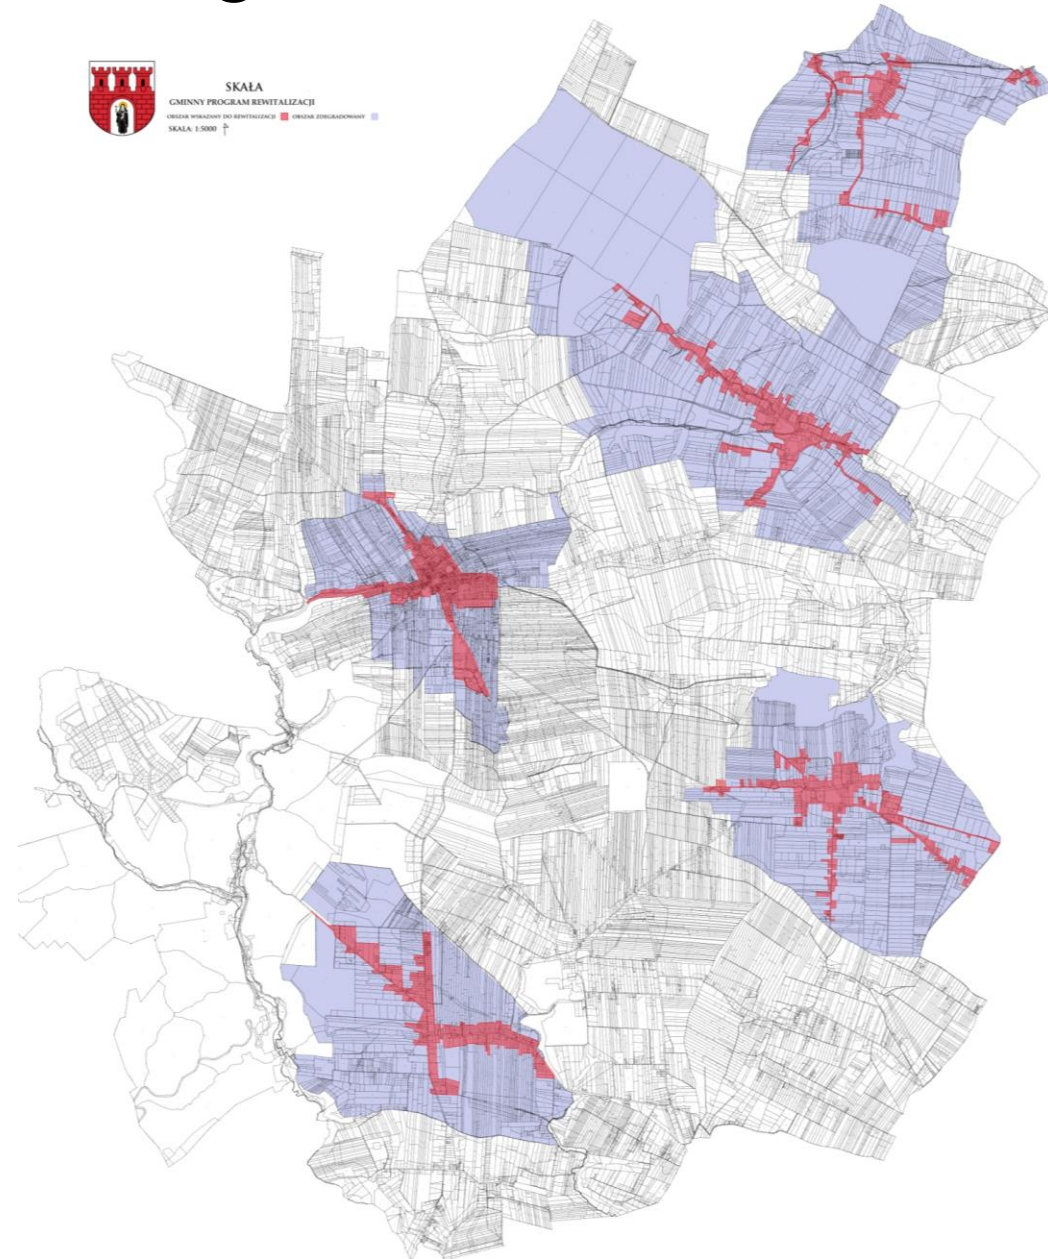 SKAŁA
GMINNY PROGRAM REWITALIZACJI
OBSZAR WSKAZANY DO REWITALIZACJI OBSZAR ZDEGRADOWANY
SKALA: 1:5000